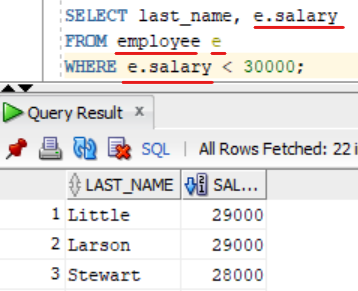 SELECT last_name, e.salary
FROM employee e
WHERE e.salary < 30000;
Query Result x
SQL | All Rows Fetched: 22 i
LAST_NAME SAL...
1 Little 29000
2 Larson 29000
3 Stewart 28000